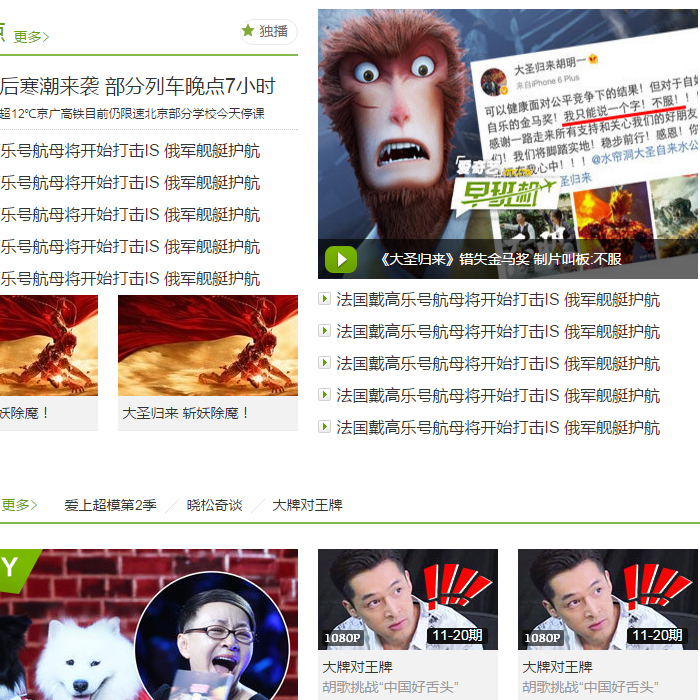 更多>
独播
后寒潮来袭 部分列车晚点7小时
超12℃京广高铁目前仍限速北京部分学校今天停课
乐号航母将开始打击IS 俄军舰艇护航
乐号航母将开始打击IS 俄军舰艇护航
乐号航母将开始打击IS 俄军舰艇护航
乐号航母将开始打击IS 俄军舰艇护航
乐号航母将开始打击IS 俄军舰艇护航
妖除魔！
大圣归来 斩妖除魔！
大圣归来胡明一
来自iPhone 6 Plus
可以健康面对公平竞争下的结果！但对于自
自乐的金马奖！我只能说一个字！不服！！
感谢一路走来所有支持和关心我们的好朋友
们！我们将脚踏实地！稳步前行！感恩！你
我心中！！！@水帘洞大圣自来水公
圣归来
爱奇艺
早班机
《大圣归来》错失金马奖 制片叫板:不服
法国戴高乐号航母将开始打击IS 俄军舰艇护航
法国戴高乐号航母将开始打击IS 俄军舰艇护航
法国戴高乐号航母将开始打击IS 俄军舰艇护航
法国戴高乐号航母将开始打击IS 俄军舰艇护航
法国戴高乐号航母将开始打击IS 俄军舰艇护航
更多> 爱上超模第2季 晓松奇谈 大牌对王牌
Y
1080P 11-20期
大牌对王牌
胡歌挑战“中国好舌头”
1080P 11-20期
大牌对王牌
胡歌挑战“中国好舌头”